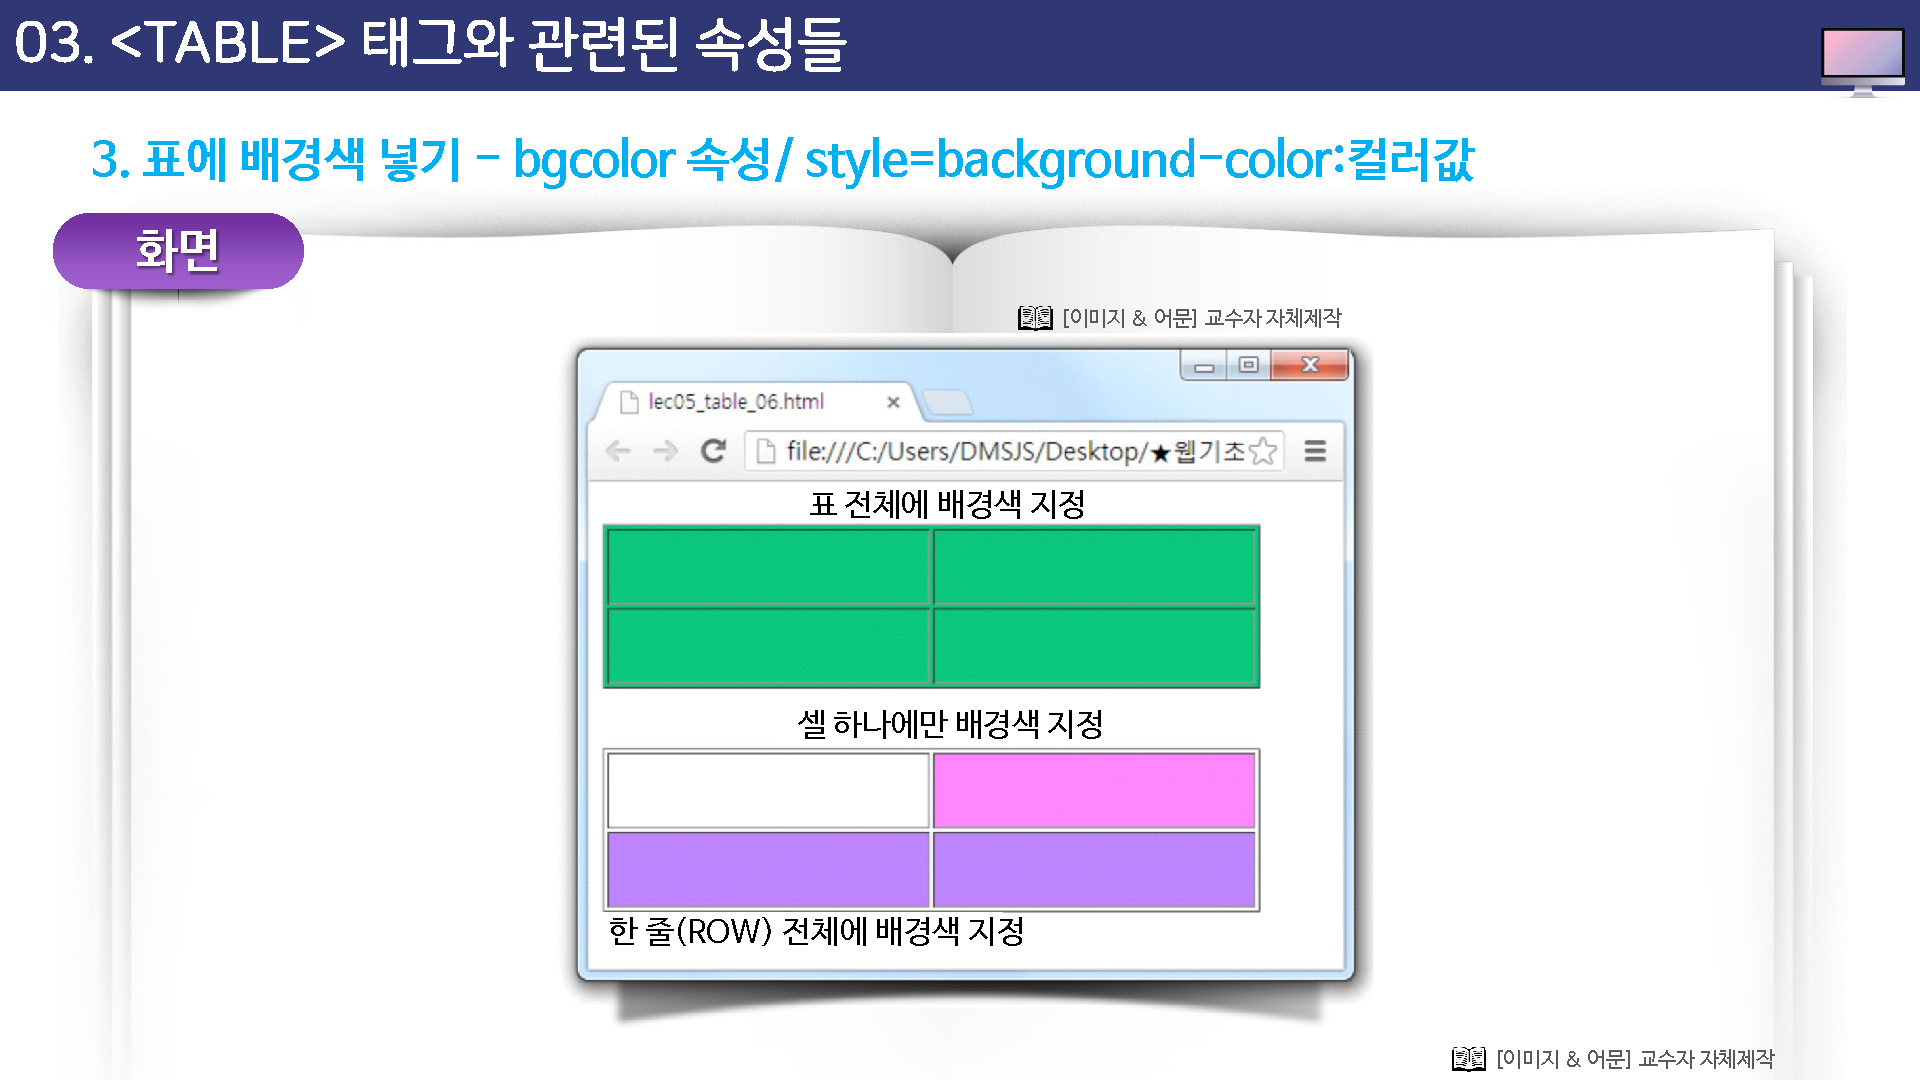 03. <TABLE> 태그와 관련된 속성들
3. 표에 배경색 넣기 - bgcolor 속성/ style=background-color:컬러값
화면
[이미지 & 어문] 교수자 자체제작
lec05_table_06.html
file:///C:/Users/DMSJS/Desktop/★웹기초
표 전체에 배경색 지정
셀 하나에만 배경색 지정
한 줄(ROW) 전체에 배경색 지정
[이미지 & 어문] 교수자 자체제작